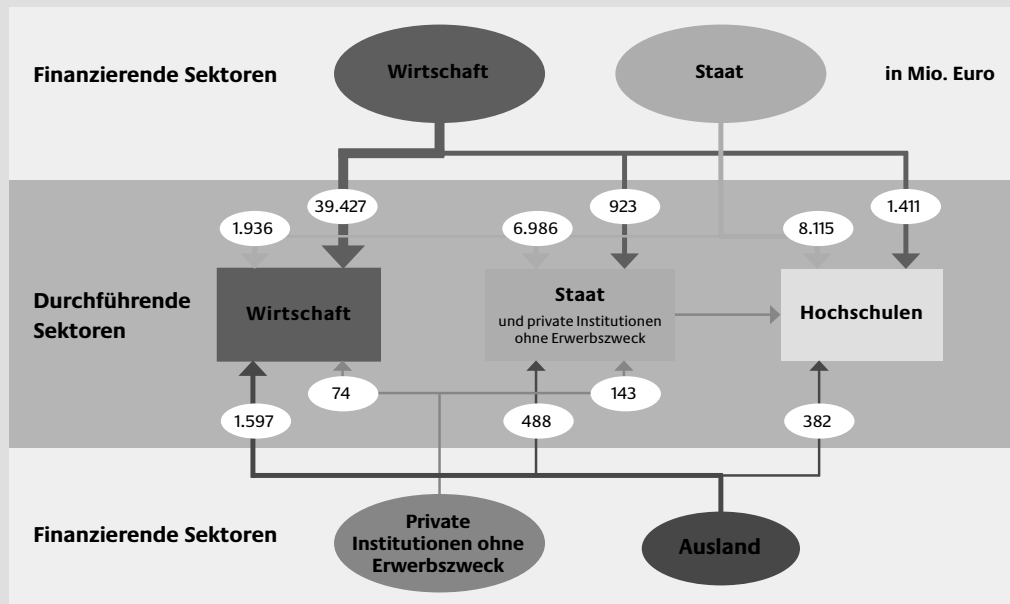 Finanzierende Sektoren
Wirtschaft
Staat
in Mio. Euro
39.427
923
1.411
1.936
6.986
8.115
Durchführende
Sektoren
Wirtschaft
Staat
und private Institutionen
ohne Erwerbszweck
Hochschulen
74
143
1.597
488
382
Finanzierende Sektoren
Private
Institutionen ohne
Erwerbszweck
Ausland